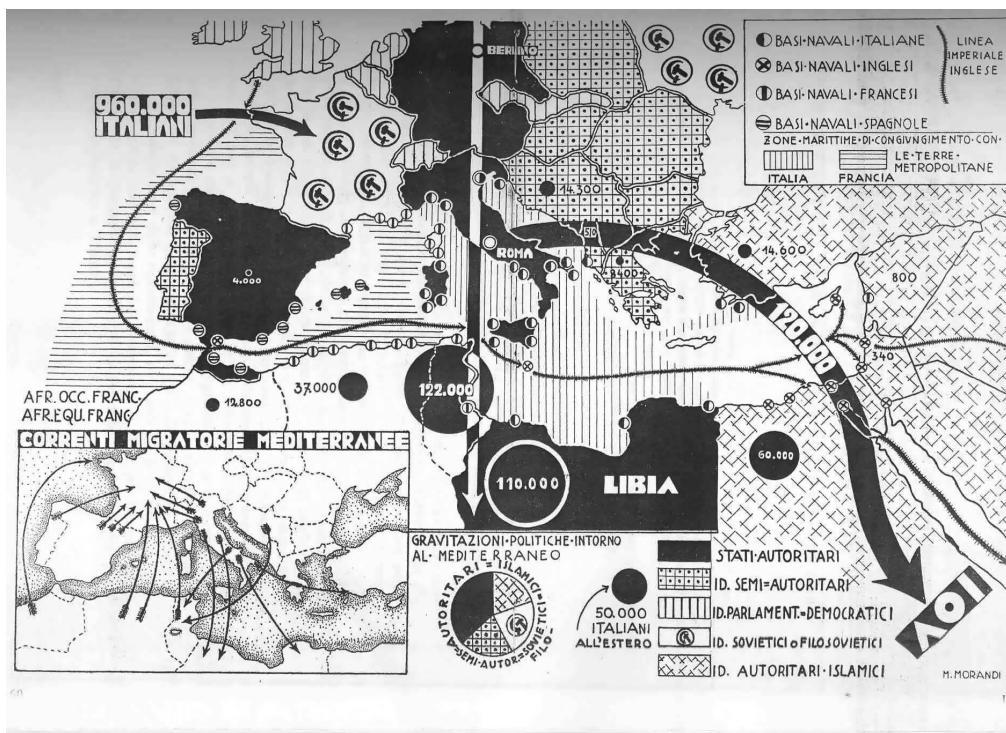 BERLINO
960.000
ITALIANI
BASI·NAVALI·ITALIANE
BASI·NAVALI·INGLESI
BASI·NAVALI·FRANCESI
BASI·NAVALI·SPAGNOLE
LINEA
IMPERIALE
INGLESE
ZONE·MARITTIME·DI·CONGIUNGIMENTO·CON·
LE·TERRE·
METROPOLITANE
ITALIA
FRANCIA
14.300
ROMA
4.000
14.600
800
120.000
340
AFR.OCC.FRANC.
AFR.EQU.FRANG
12.800
37.000
122.000
110.000
LIBIA
60.000
CORRENTI MIGRATORIE MEDITERRANEE
GRAVITAZIONI·POLITICHE·INTORNO
AL·MEDITERRANEO
AUTORITARI=ISLAMICI
SOVIETICI
FILO
SEMI=AUTOR
50.000
ITALIANI
ALL'ESTERO
STATI·AUTORITARI
ID. SEMI=AUTORITARI
ID.PARLAMENT.=DEMOCRATICI
ID. SOVIETICI o FILOSOVIETICI
ID. AUTORITARI·ISLAMICI
A·O·I
M. MORANDI